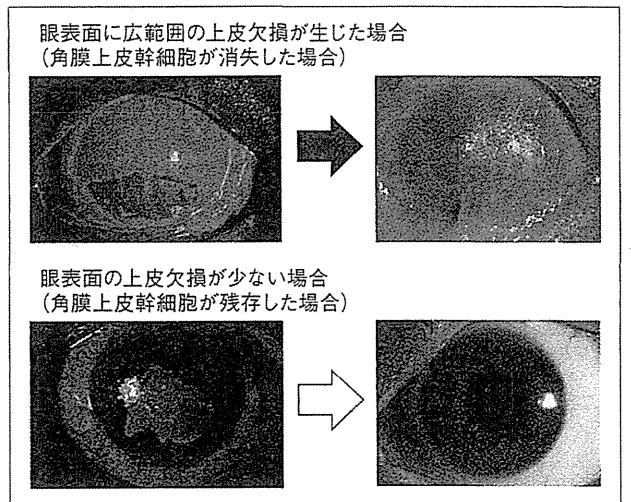 眼表面に広範囲の上皮欠損が生じた場合
（角膜上皮幹細胞が消失した場合）
眼表面の上皮欠損が少ない場合
（角膜上皮幹細胞が残存した場合）